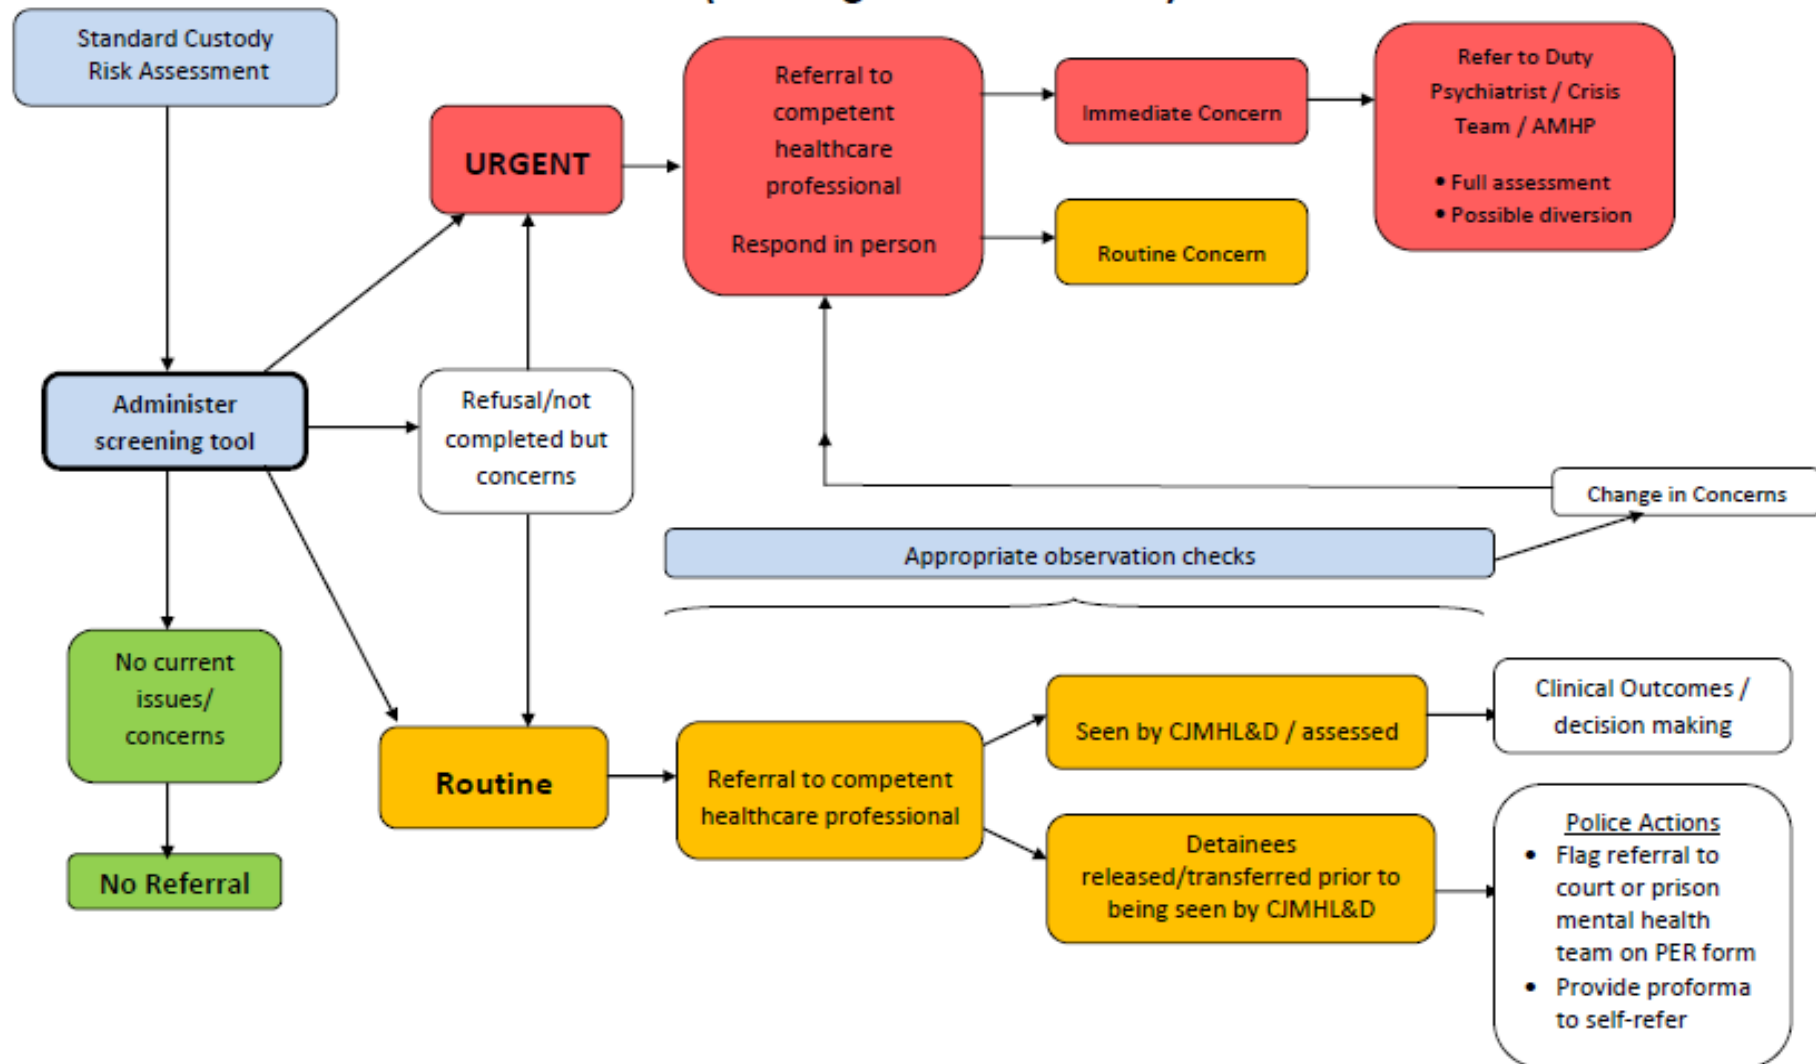 Standard Custody
Risk Assessment
Referral to
competent
healthcare
professional
Respond in person
Immediate Concern
Refer to Duty
Psychiatrist / Crisis
Team / AMHP
• Full assessment
• Possible diversion
URGENT
Routine Concern
Administer
screening tool
Refusal/not
completed but
concerns
Change in Concerns
Appropriate observation checks
No current
issues/
concerns
No Referral
Routine
Referral to competent
healthcare professional
Seen by CJMHL&D / assessed
Clinical Outcomes /
decision making
Detainees
released/transferred prior to
being seen by CJMHL&D
Police Actions
• Flag referral to
court or prison
mental health
team on PER form
• Provide proforma
to self-refer